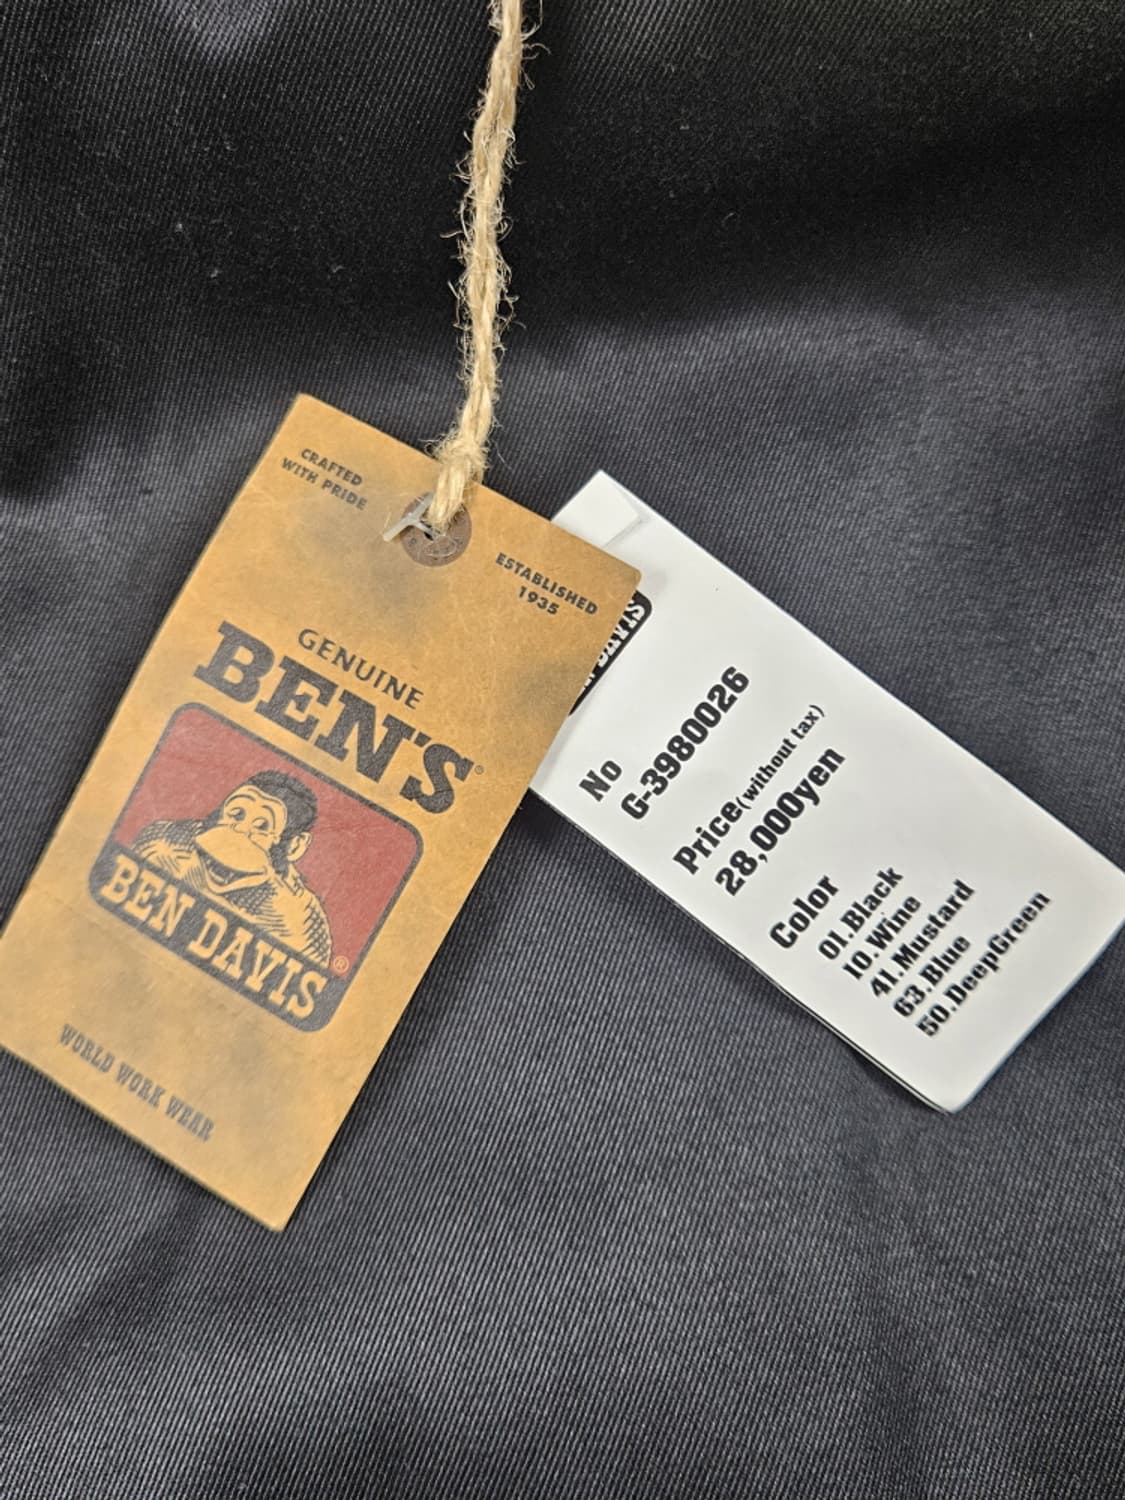 CRAFTED
WITH PRIDE
ESTABLISHED
1935
GENUINE
BEN'S
BEN DAVIS
WORLD WORK WEAR
DAVIS
No
G-3980026
Price(without tax)
28,000yen
Color
01.Black
10.Wine
41.Mustard
63.Blue
50.DeepGreen